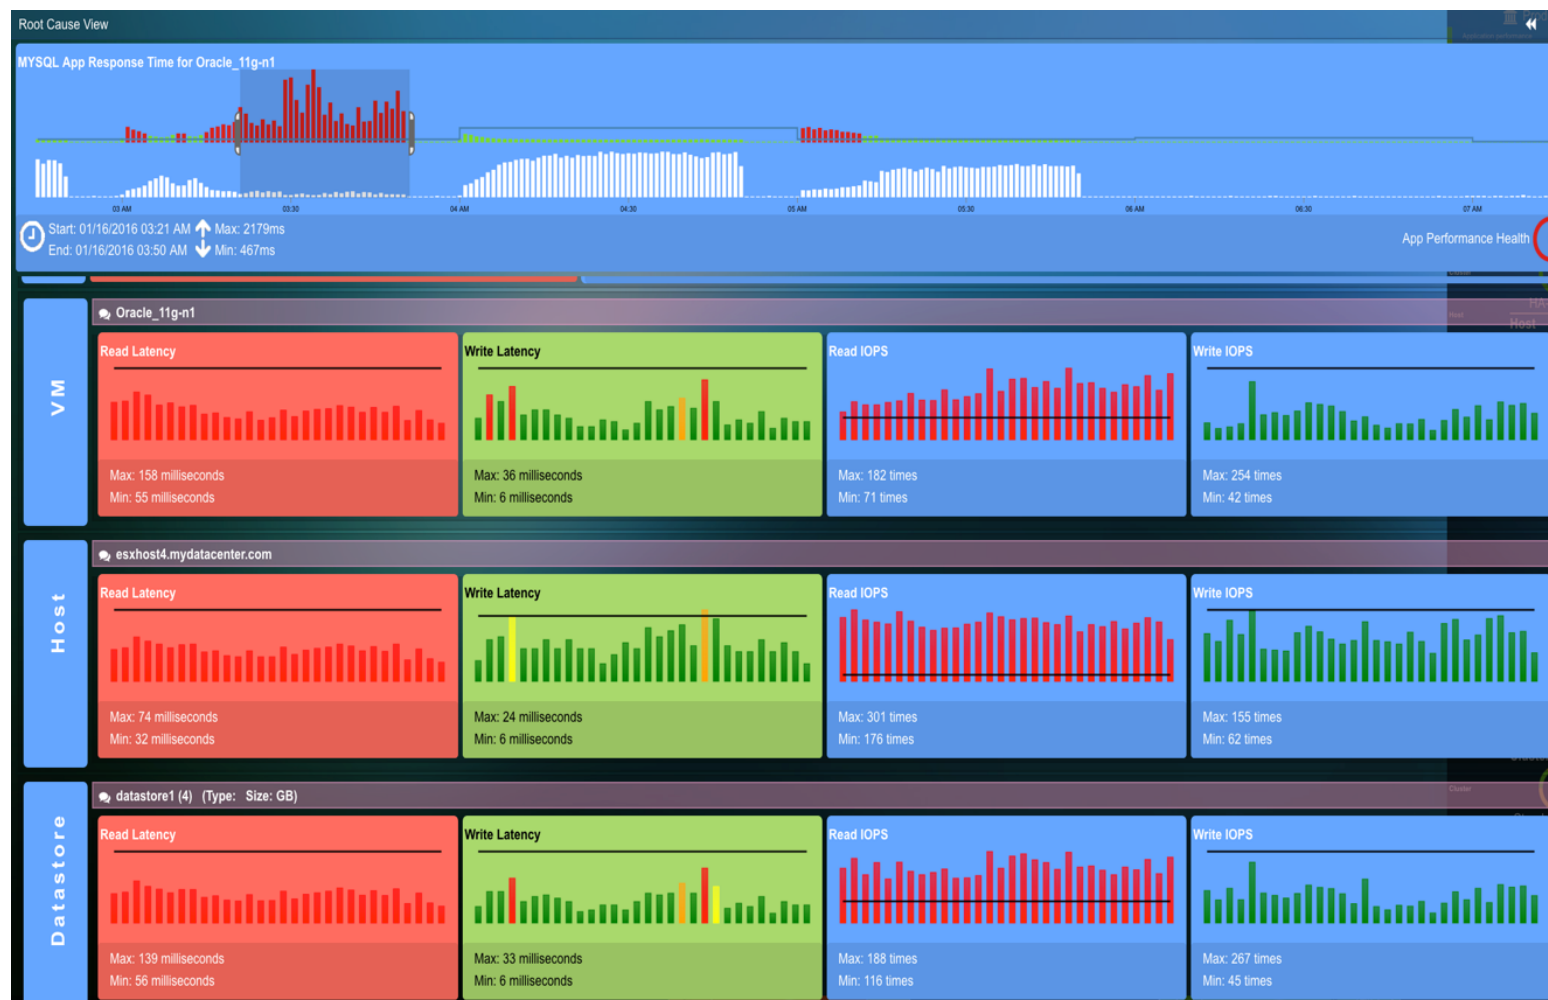 Root Cause View
MYSQL App Response Time for Oracle_11g-n1
03 AM
03:30
04 AM
04:30
05 AM
05:30
06 AM
06:30
07 AM
Start: 01/16/2016 03:21 AM Max: 2179ms
End: 01/16/2016 03:50 AM Min: 467ms
App Performance Health
VM
Oracle_11g-n1
Read Latency
Max: 158 milliseconds
Min: 55 milliseconds
Write Latency
Max: 36 milliseconds
Min: 6 milliseconds
Read IOPS
Max: 182 times
Min: 71 times
Write IOPS
Max: 254 times
Min: 42 times
Host
Host
Host
esxhost4.mydatacenter.com
Read Latency
Max: 74 milliseconds
Min: 32 milliseconds
Write Latency
Max: 24 milliseconds
Min: 6 milliseconds
Read IOPS
Max: 301 times
Min: 176 times
Write IOPS
Max: 155 times
Min: 62 times
Datastore
datastore1 (4) (Type: Size: GB)
Cluster
Read Latency
Max: 139 milliseconds
Min: 56 milliseconds
Write Latency
Max: 33 milliseconds
Min: 6 milliseconds
Read IOPS
Max: 188 times
Min: 116 times
Write IOPS
Max: 267 times
Min: 45 times